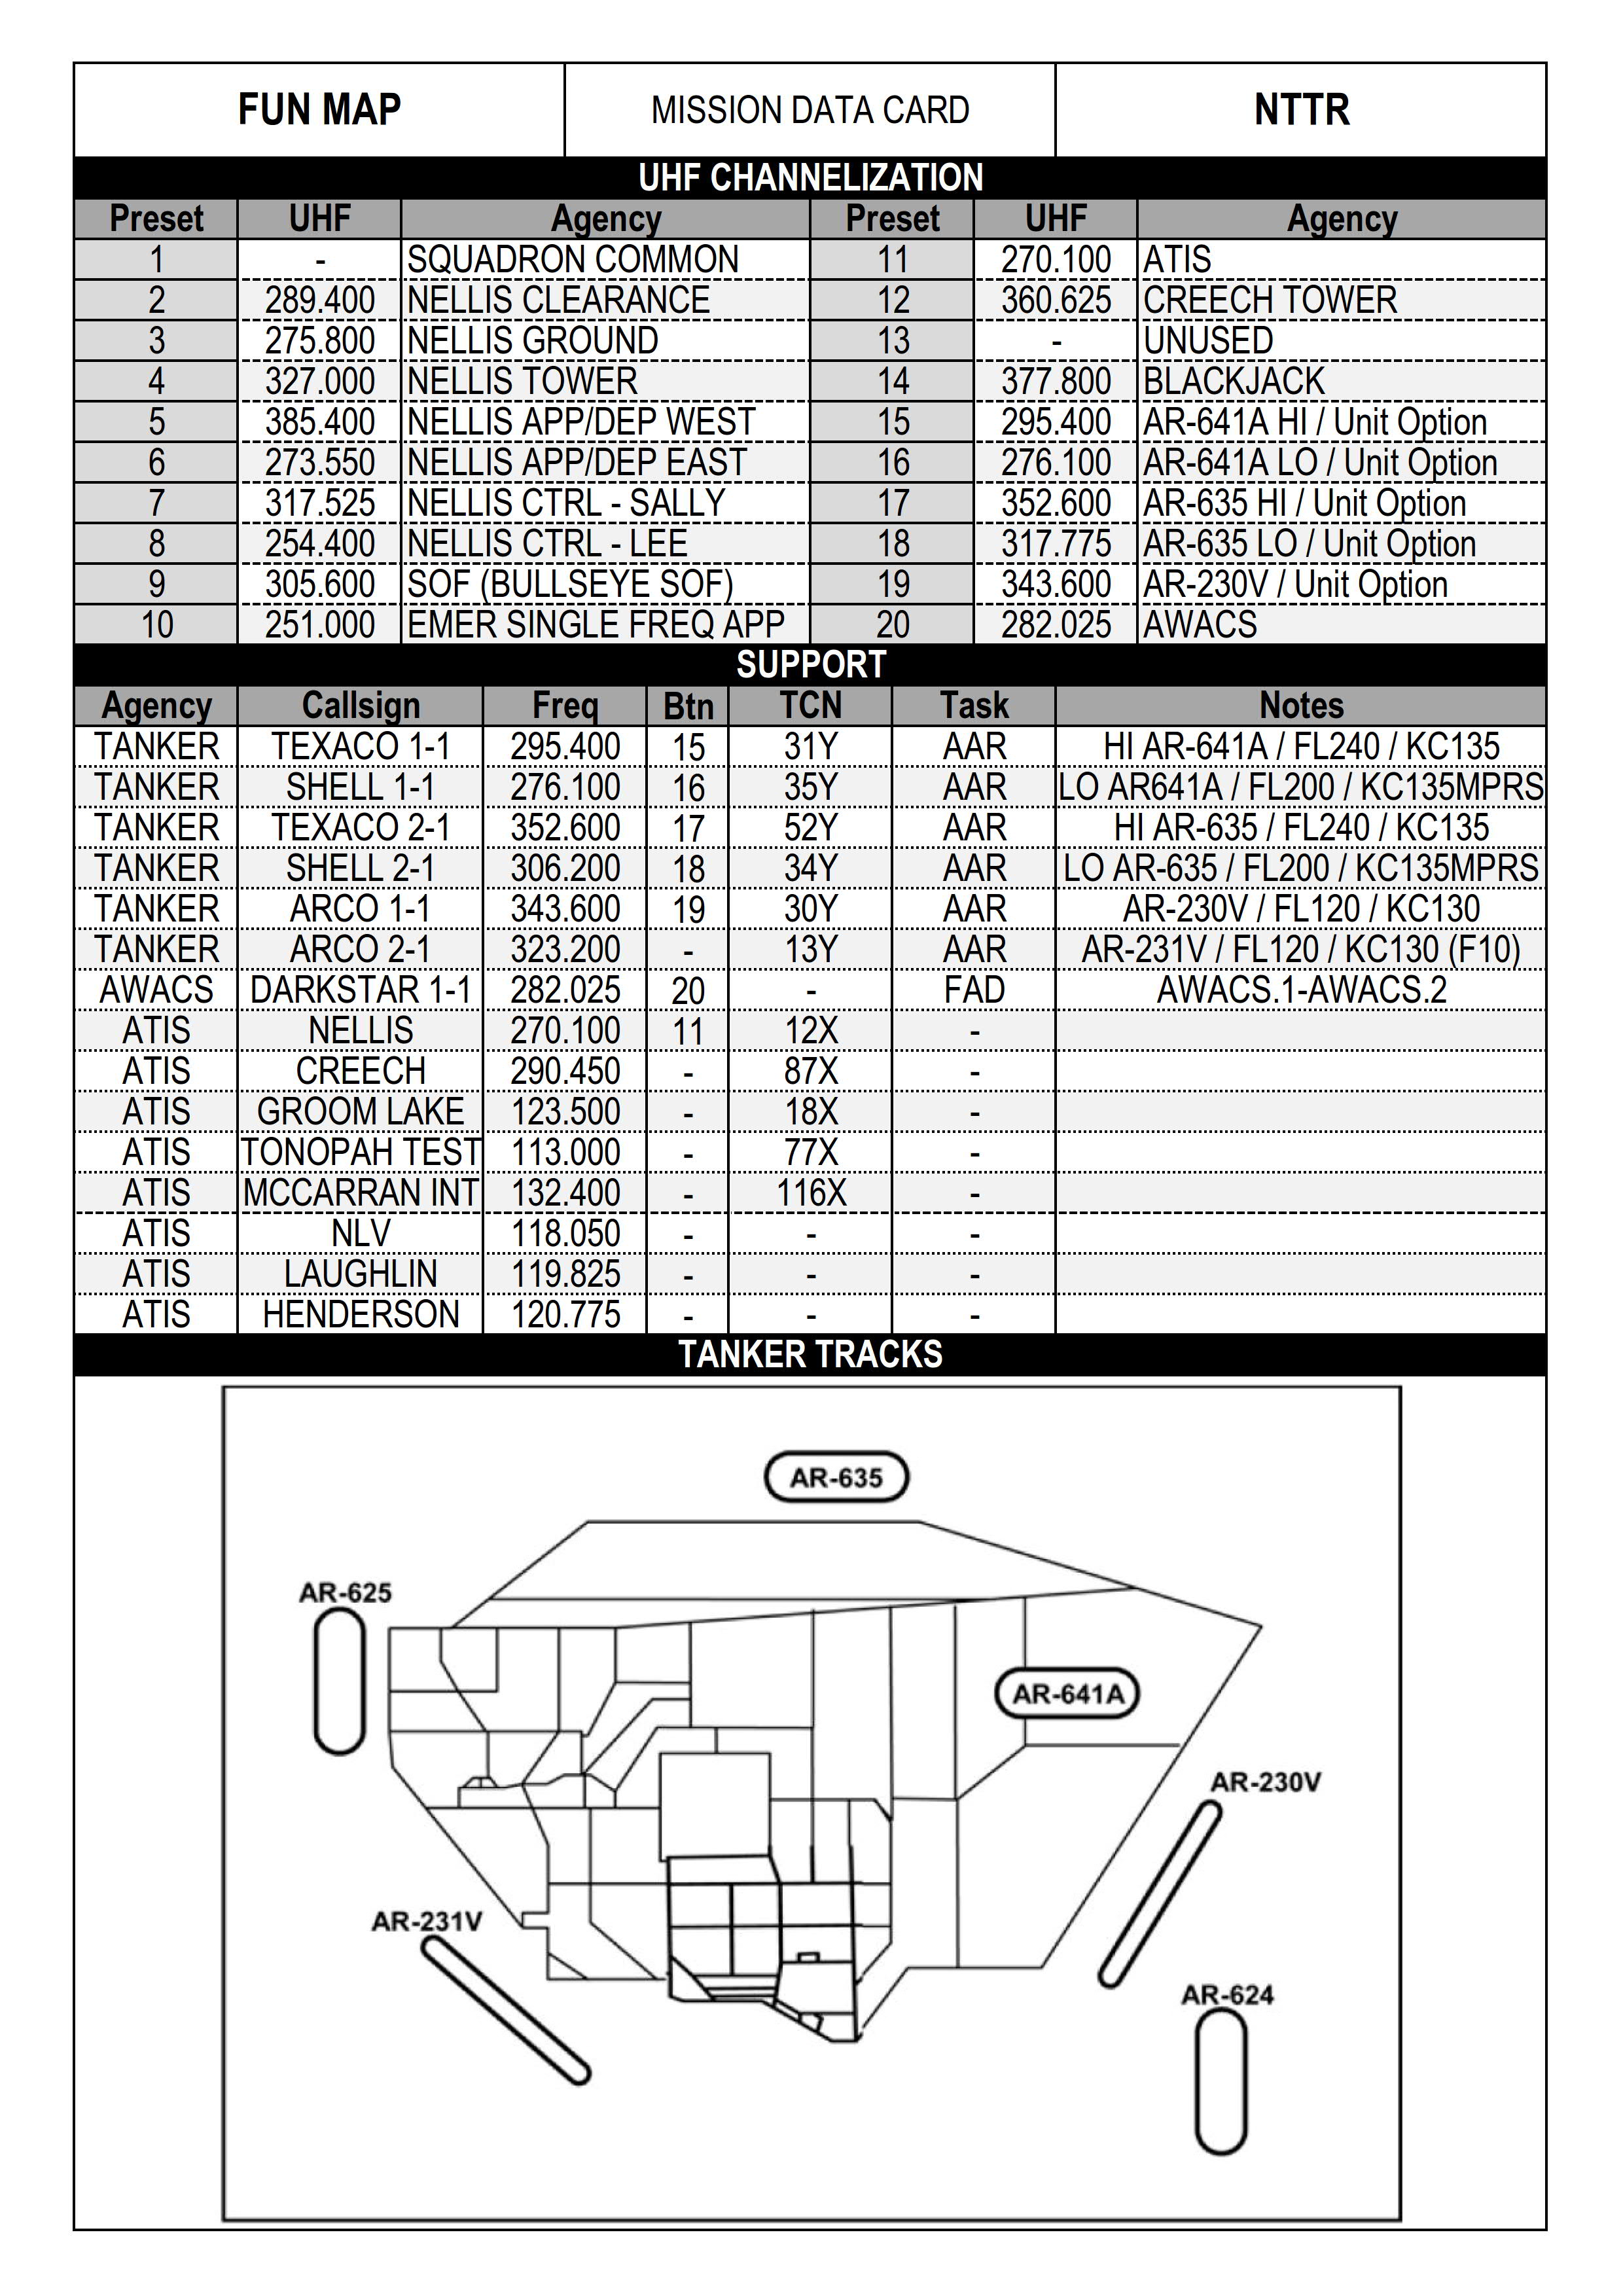 FUN MAP MISSION DATA CARD NTTR
UHF CHANNELIZATION
Preset UHF Agency Preset UHF Agency
1 - SQUADRON COMMON 11 270.100 ATIS
2 289.400 NELLIS CLEARANCE 12 360.625 CREECH TOWER
3 275.800 NELLIS GROUND 13 - UNUSED
4 327.000 NELLIS TOWER 14 377.800 BLACKJACK
5 385.400 NELLIS APP/DEP WEST 15 295.400 AR-641A HI / Unit Option
6 273.550 NELLIS APP/DEP EAST 16 276.100 AR-641A LO / Unit Option
7 317.525 NELLIS CTRL - SALLY 17 352.600 AR-635 HI / Unit Option
8 254.400 NELLIS CTRL - LEE 18 317.775 AR-635 LO / Unit Option
9 305.600 SOF (BULLSEYE SOF) 19 343.600 AR-230V / Unit Option
10 251.000 EMER SINGLE FREQ APP 20 282.025 AWACS
SUPPORT
Agency Callsign Freq Btn TCN Task Notes
TANKER TEXACO 1-1 295.400 15 31Y AAR HI AR-641A / FL240 / KC135
TANKER SHELL 1-1 276.100 16 35Y AAR LO AR641A / FL200 / KC135MPRS
TANKER TEXACO 2-1 352.600 17 52Y AAR HI AR-635 / FL240 / KC135
TANKER SHELL 2-1 306.200 18 34Y AAR LO AR-635 / FL200 / KC135MPRS
TANKER ARCO 1-1 343.600 19 30Y AAR AR-230V / FL120 / KC130
TANKER ARCO 2-1 323.200 - 13Y AAR AR-231V / FL120 / KC130 (F10)
AWACS DARKSTAR 1-1 282.025 20 - FAD AWACS.1-AWACS.2
ATIS NELLIS 270.100 11 12X -
ATIS CREECH 290.450 - 87X -
ATIS GROOM LAKE 123.500 - 18X -
ATIS TONOPAH TEST 113.000 - 77X -
ATIS MCCARRAN INT 132.400 - 116X -
ATIS NLV 118.050 - - -
ATIS LAUGHLIN 119.825 - - -
ATIS HENDERSON 120.775 - - -
TANKER TRACKS
AR-635
AR-625
AR-641A
AR-230V
AR-231V
AR-624